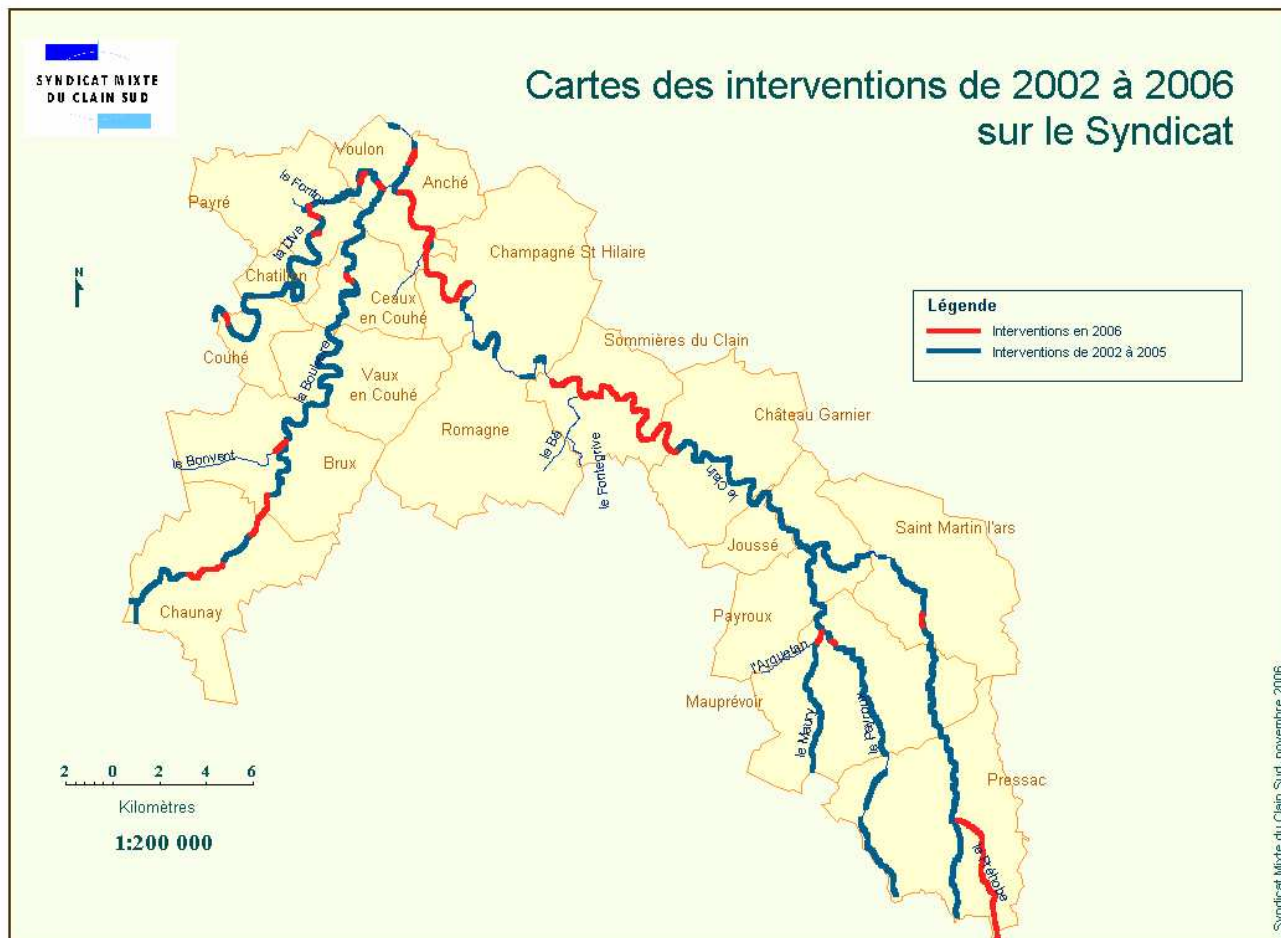 SYNDICAT MIXTE
DU CLAIN SUD
Cartes des interventions de 2002 à 2006
sur le Syndicat
Voulon
Anché
le Fontou
Payré
la Dive
Chatillon
Champagné St Hilaire
Ceaux
en Couhé
N
Légende
Interventions en 2006
Interventions de 2002 à 2005
Couhé
la Bouleure
Vaux
en Couhé
Sommières du Clain
Château Garnier
Romagne
le Bé
le Fontegrive
le Bonvent
Brux
le Clain
Saint Martin l'ars
Joussé
Chaunay
Payroux
l'Arquetan
Mauprévoir
le Maury
le Payroux
Pressac
le Préhobe
2 0 2 4 6
Kilomètres
1:200 000
Syndicat Mixte du Clain Sud, novembre 2006